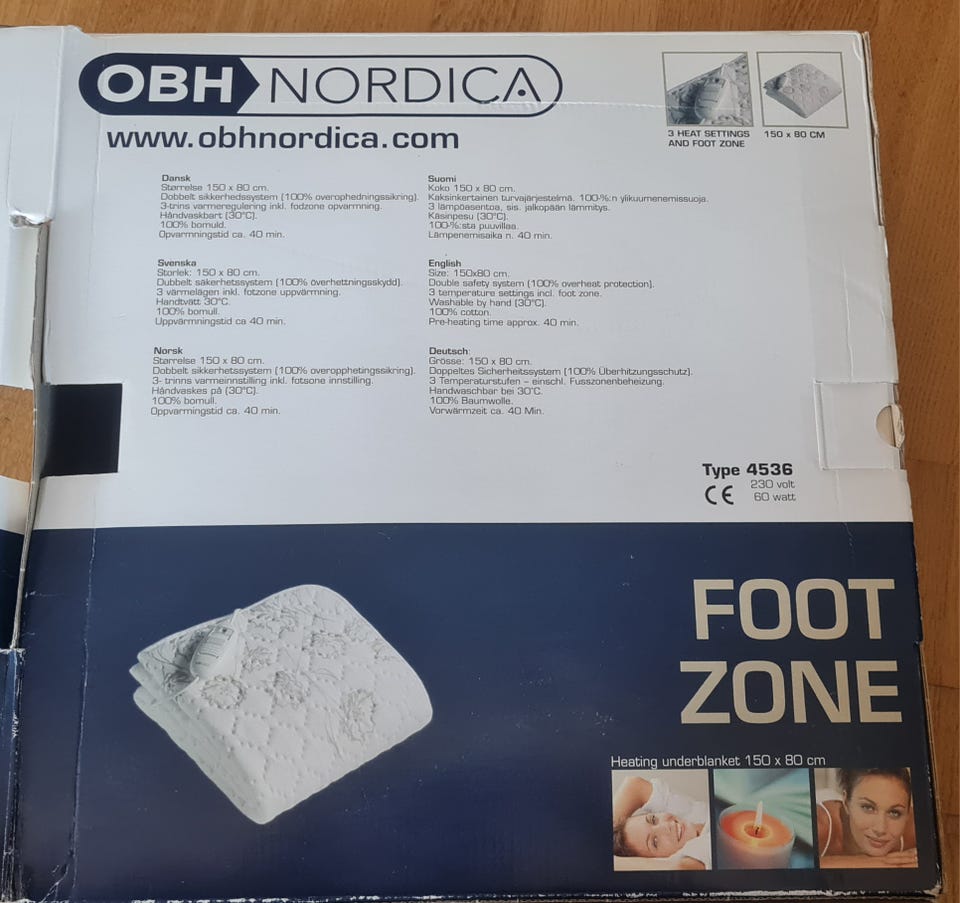 OBH NORDICA
www.obhnordica.com
3 HEAT SETTINGS
AND FOOT ZONE
150 x 80 CM
Dansk
Størrelse 150 x 80 cm.
Dobbelt sikkerhedssystem (100% overophedningssikring).
3-trins varmeregulering inkl. fodzone opvarmning.
Håndvaskbart (30°C).
100% bomuld.
Opvarmningstid ca. 40 min.
Suomi
Koko 150 x 80 cm.
Kaksinkertainen turvajärjestelmä. 100-%:n ylikuumenemissuoja.
3 lämpöasentoa, sis. jalkopään lämmitys.
Käsinpesu (30°C).
100-%:sta puuvillaa.
Lämpenemisaika n. 40 min.
Svenska
Storlek: 150 x 80 cm.
Dubbelt säkerhetssystem (100% överhettningsskydd).
3 värmelägen inkl. fotzone uppvärmning.
Handtvätt 30°C.
100% bomull.
Uppvärmningstid ca 40 min.
English
Size: 150x80 cm.
Double safety system (100% overheat protection).
3 temperature settings incl. foot zone.
Washable by hand (30°C).
100% cotton.
Pre-heating time approx. 40 min.
Norsk
Størrelse 150 x 80 cm.
Dobbelt sikkerhetssystem (100% overopphetingssikring).
3- trinns varmeinnstilling inkl. fotsone innstilling.
Håndvaskes på (30°C).
100% bomull.
Oppvarmingstid ca. 40 min.
Deutsch:
Grösse: 150 x 80 cm.
Doppeltes Sicherheitssystem (100% Überhitzungsschutz).
3 Temperaturstufen – einschl. Fusszonenbeheizung.
Handwaschbar bei 30°C.
100% Baumwolle.
Vorwärmzeit ca. 40 Min.
Type 4536
CE 230 volt
60 watt
FOOT
ZONE
Heating underblanket 150 x 80 cm